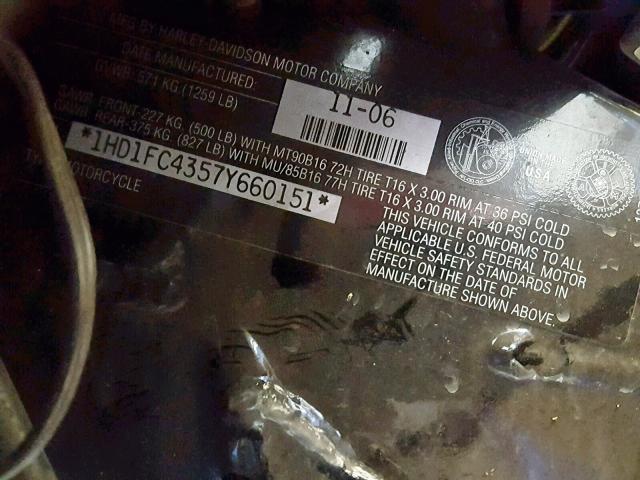 MFG BY HARLEY-DAVIDSON MOTOR COMPANY
DATE MANUFACTURED: 11-06
GVWR: 571 KG (1259 LB)
GAWR: FRONT-227 KG. (500 LB) WITH MT90B16 72H TIRE T16 X 3.00 RIM AT 36 PSI COLD
GAWR: REAR-375 KG. (827 LB) WITH MU/85B16 77H TIRE T16 X 3.00 RIM AT 40 PSI COLD
*1HD1FC4357Y660151*
THIS VEHICLE CONFORMS TO ALL
APPLICABLE U.S. FEDERAL MOTOR
VEHICLE SAFETY STANDARDS IN
EFFECT ON THE DATE OF
MANUFACTURE SHOWN ABOVE.
MOTORCYCLE
USA